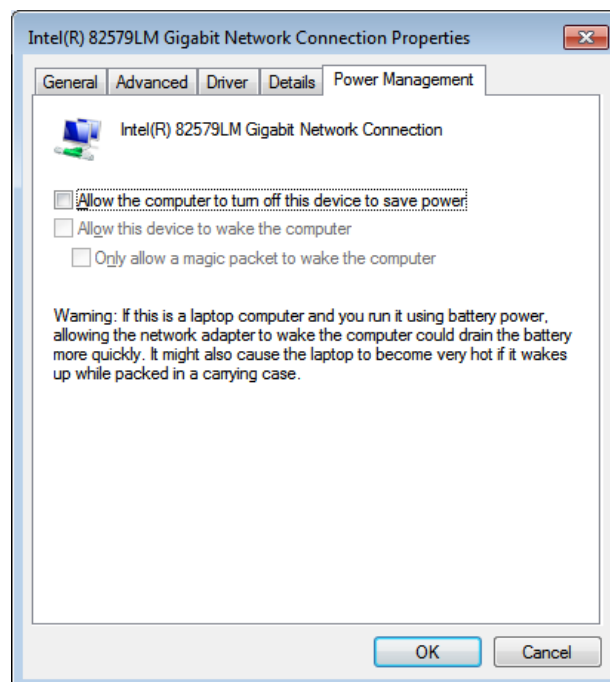 Intel(R) 82579LM Gigabit Network Connection Properties
General Advanced Driver Details Power Management
Intel(R) 82579LM Gigabit Network Connection
Allow the computer to turn off this device to save power
Allow this device to wake the computer
Only allow a magic packet to wake the computer
Warning: If this is a laptop computer and you run it using battery power,
allowing the network adapter to wake the computer could drain the battery
more quickly. It might also cause the laptop to become very hot if it wakes
up while packed in a carrying case.
OK Cancel